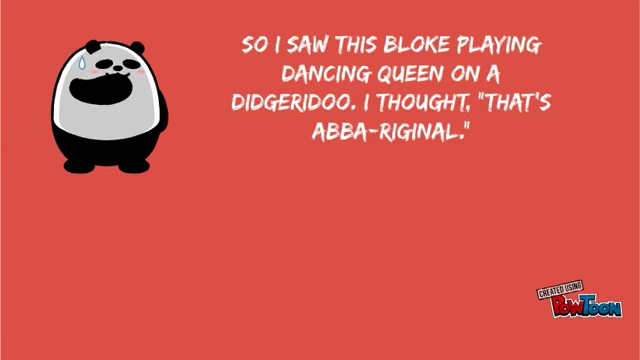 SO I SAW THIS BLOKE PLAYING
DANCING QUEEN ON A
DIDGERIDOO. I THOUGHT, "THAT'S
ABBA-RIGINAL."
CREATED USING
POWTOON